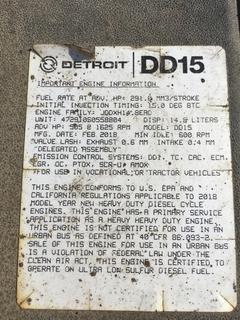 DETROIT DD15
IMPORTANT ENGINE INFORMATION
FUEL RATE AT ADV. HP: 291.6 MM3/STROKE
INITIAL INJECTION TIMING: 15.0 DEG BTC
ENGINE FAMILY: JDDXH14.8EAD
UNIT: 472910S0558804 DISP: 14.8 LITERS
ADV HP: 505 @ 1625 RPM MODEL: DD15
MFG. DATE: FEB 2018 MIN IDLE: 600 RPM
VALVE LASH: EXHAUST 0.6 MM INTAKE 0.4 MM
*DELEGATED ASSEMBLY*
EMISSION CONTROL SYSTEMS: DDI, TC, CAC, ECM,
EGR, OC, PTOX, SCR-U, AMOX
FOR USE IN VOCATIONAL OR TRACTOR VEHICLES
THIS ENGINE CONFORMS TO U.S. EPA AND
CALIFORNIA REGULATIONS APPLICABLE TO 2018
MODEL YEAR NEW HEAVY DUTY DIESEL CYCLE
ENGINES. THIS ENGINE HAS A PRIMARY SERVICE
APPLICATION AS A HEAVY HEAVY DUTY ENGINE.
THIS ENGINE IS NOT CERTIFIED FOR USE IN AN
URBAN BUS AS DEFINED AT 40 CFR 86.093-2.
SALE OF THIS ENGINE FOR USE IN AN URBAN BUS
IS A VIOLATION OF FEDERAL LAW UNDER THE
CLEAN AIR ACT. THIS ENGINE IS CERTIFIED TO
OPERATE ON ULTRA LOW SULFUR DIESEL FUEL.